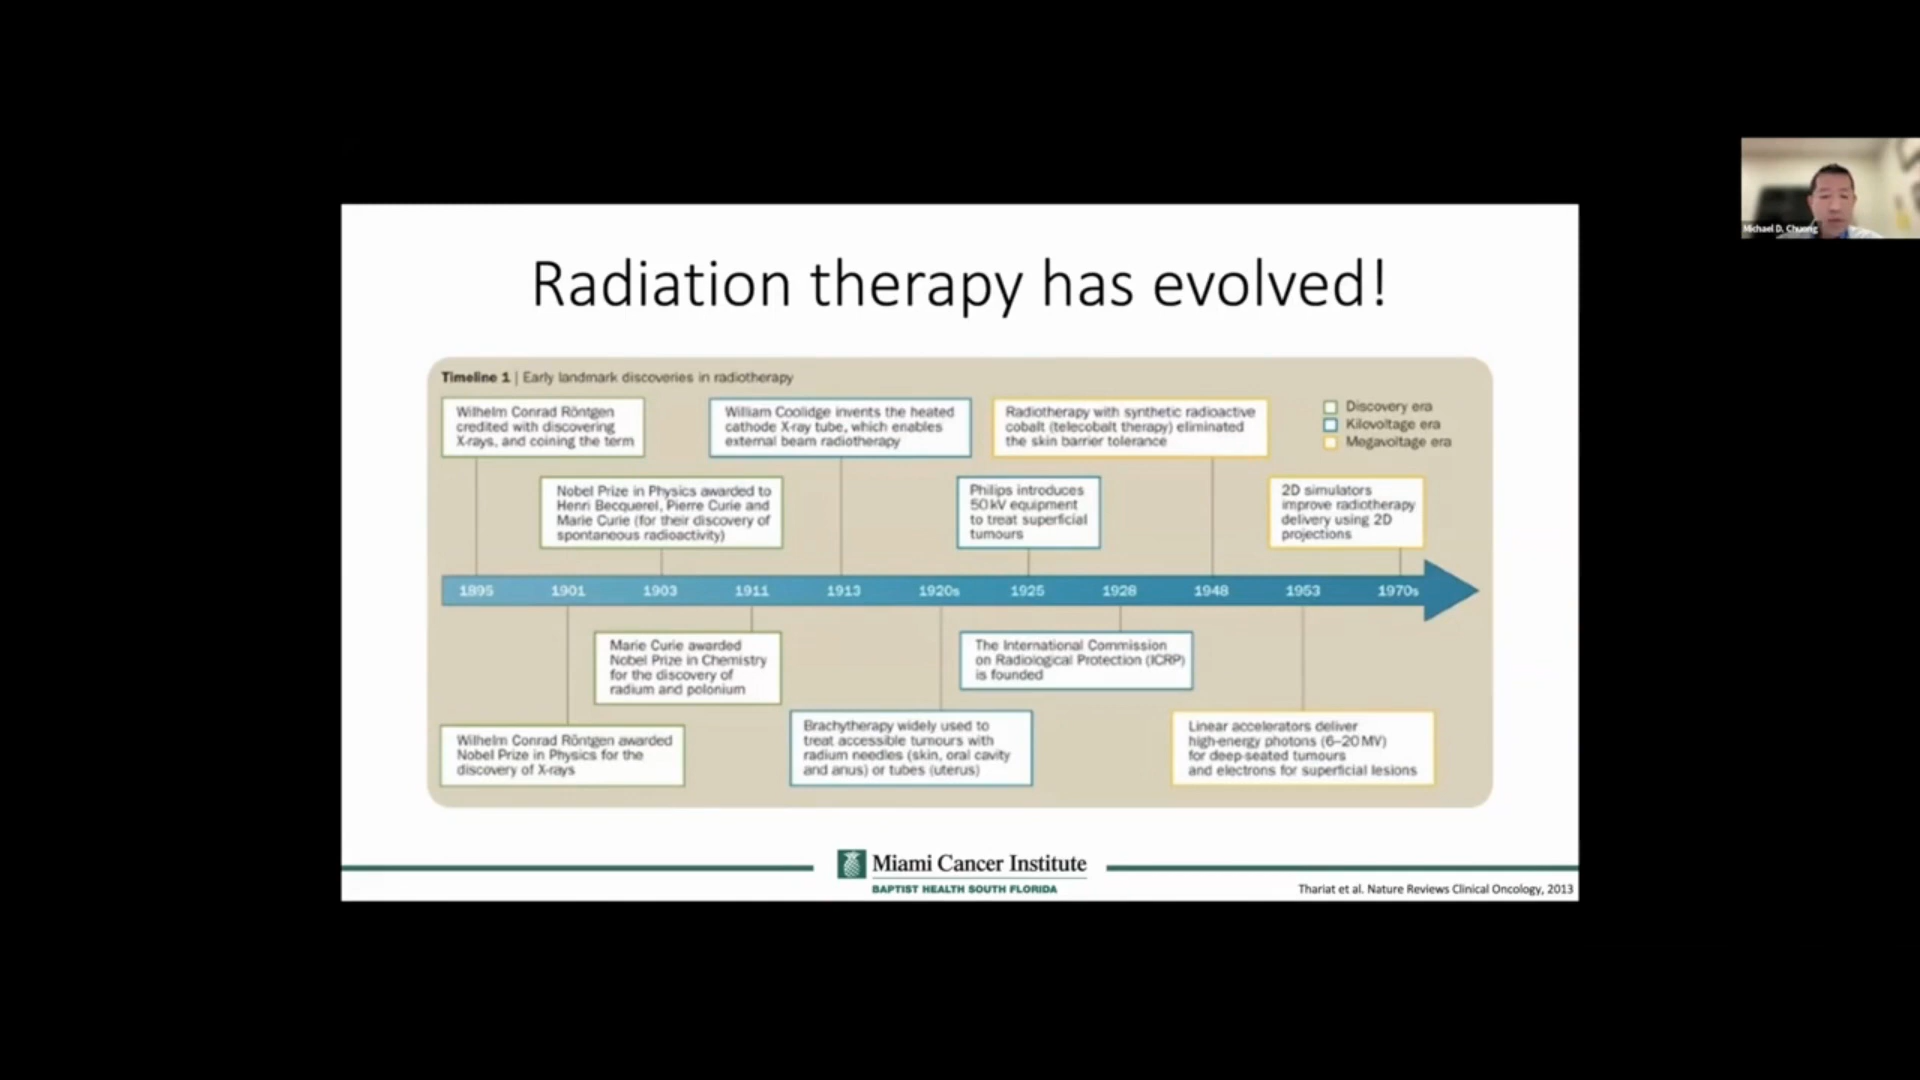 Radiation therapy has evolved!
Timeline 1 | Early landmark discoveries in radiotherapy
Wilhelm Conrad Röntgen
credited with discovering
X-rays, and coining the term
William Coolidge invents the heated
cathode X-ray tube, which enables
external beam radiotherapy
Radiotherapy with synthetic radioactive
cobalt (telecobalt therapy) eliminated
the skin barrier tolerance
Discovery era
Kilovoltage era
Megavoltage era
Nobel Prize in Physics awarded to
Henri Becquerel, Pierre Curie and
Marie Curie (for their discovery of
spontaneous radioactivity)
Philips introduces
50 kV equipment
to treat superficial
tumours
2D simulators
improve radiotherapy
delivery using 2D
projections
1895 1901 1903 1911 1913 1920s 1925 1928 1948 1953 1970s
Marie Curie awarded
Nobel Prize in Chemistry
for the discovery of
radium and polonium
The International Commission
on Radiological Protection (ICRP)
is founded
Wilhelm Conrad Röntgen awarded
Nobel Prize in Physics for the
discovery of X-rays
Brachytherapy widely used to
treat accessible tumours with
radium needles (skin, oral cavity
and anus) or tubes (uterus)
Linear accelerators deliver
high-energy photons (6–20 MV)
for deep-seated tumours
and electrons for superficial lesions
Miami Cancer Institute
BAPTIST HEALTH SOUTH FLORIDA
Thariat et al. Nature Reviews Clinical Oncology, 2013
Michael D. Chuong